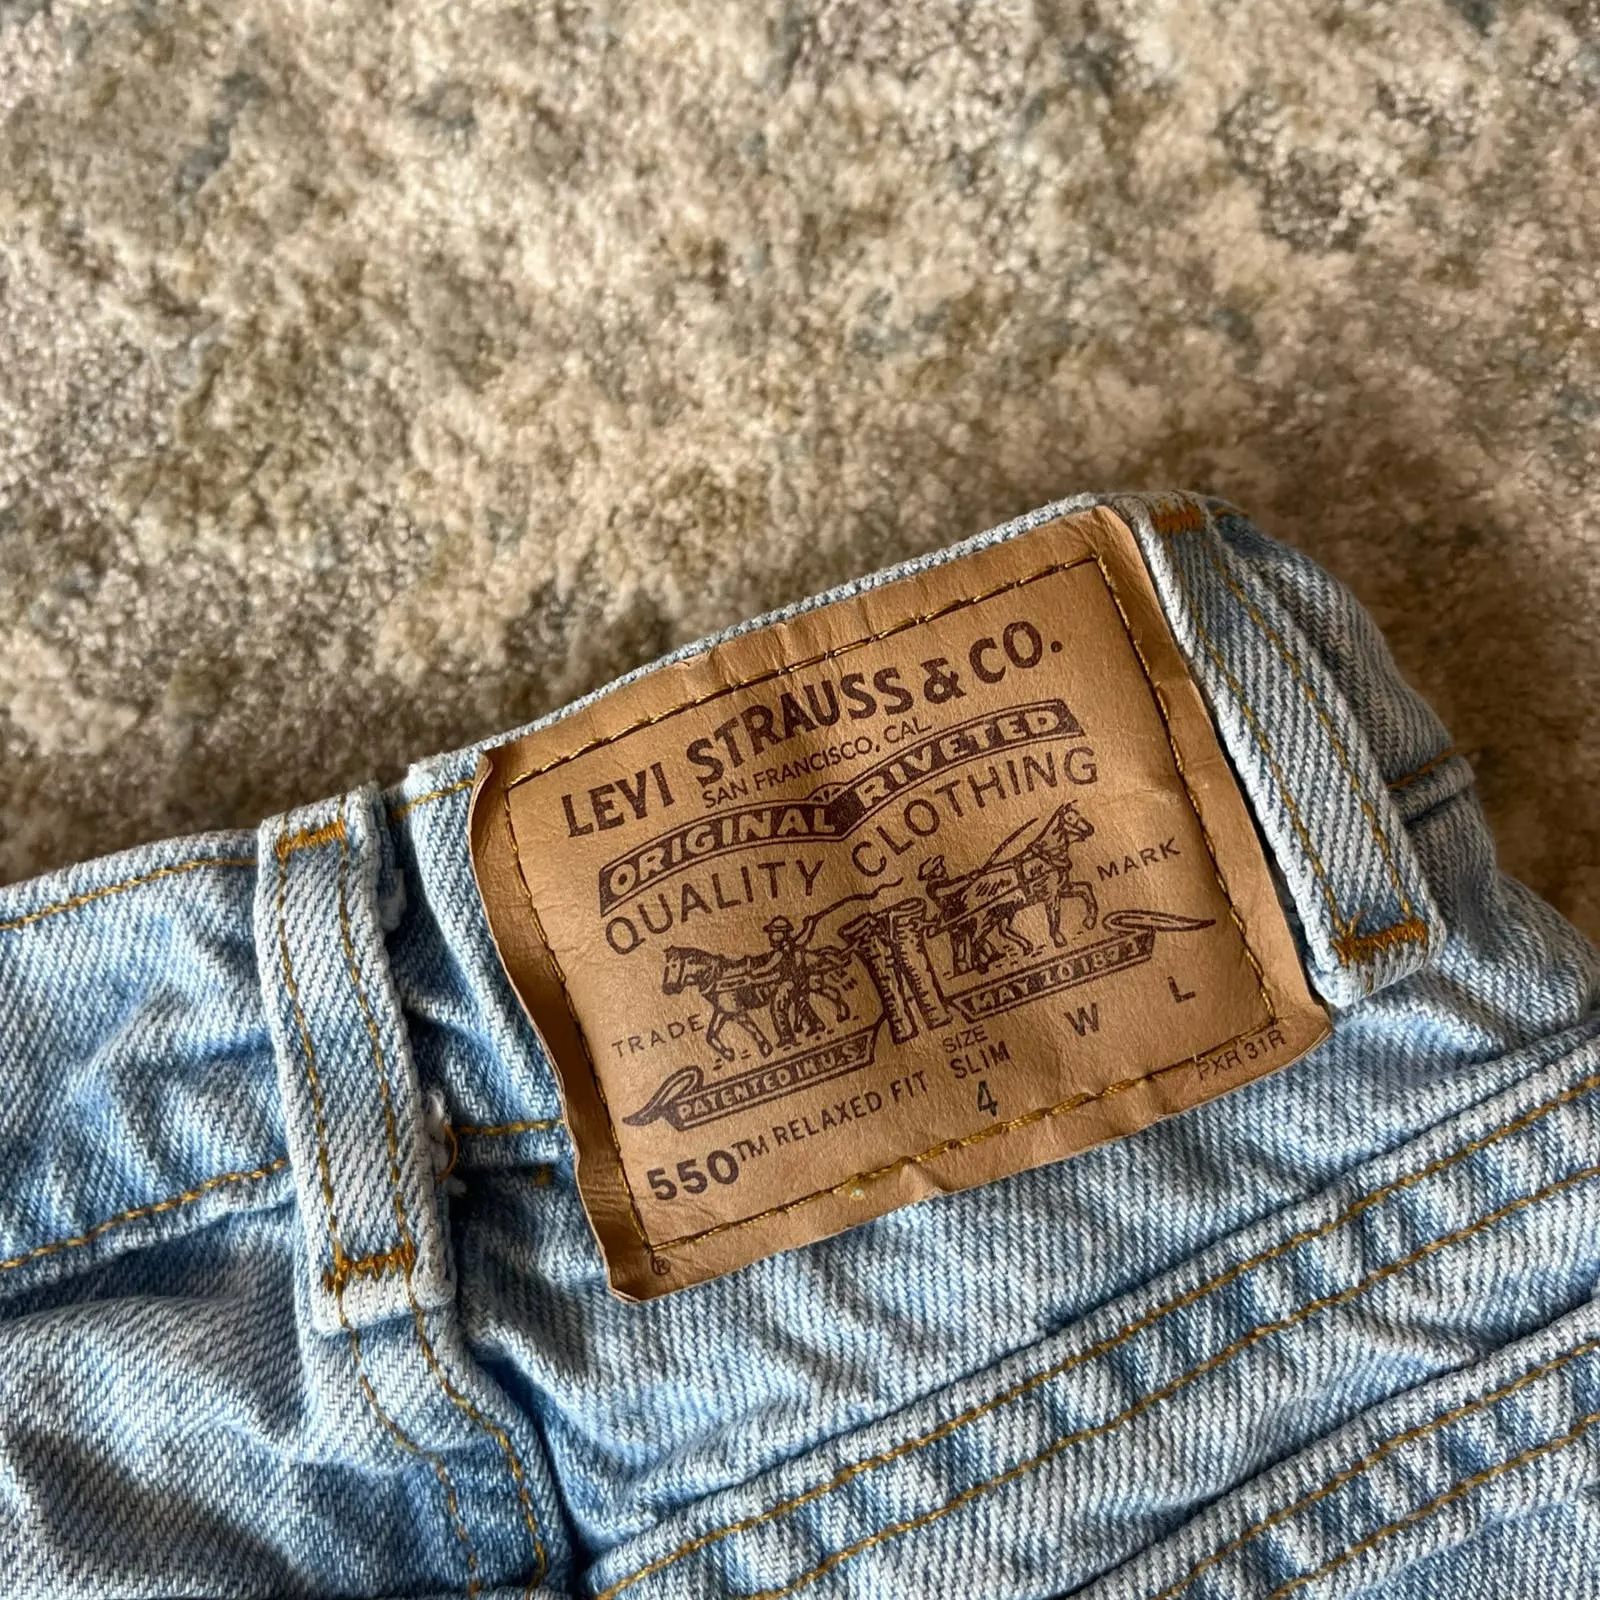 LEVI STRAUSS & CO.
SAN FRANCISCO, CAL.
ORIGINAL RIVETED
QUALITY CLOTHING
TRADE MARK
PATENTED IN U.S. MAY 20 1873
SIZE
550™ RELAXED FIT SLIM W L
4
PXR 31R
®